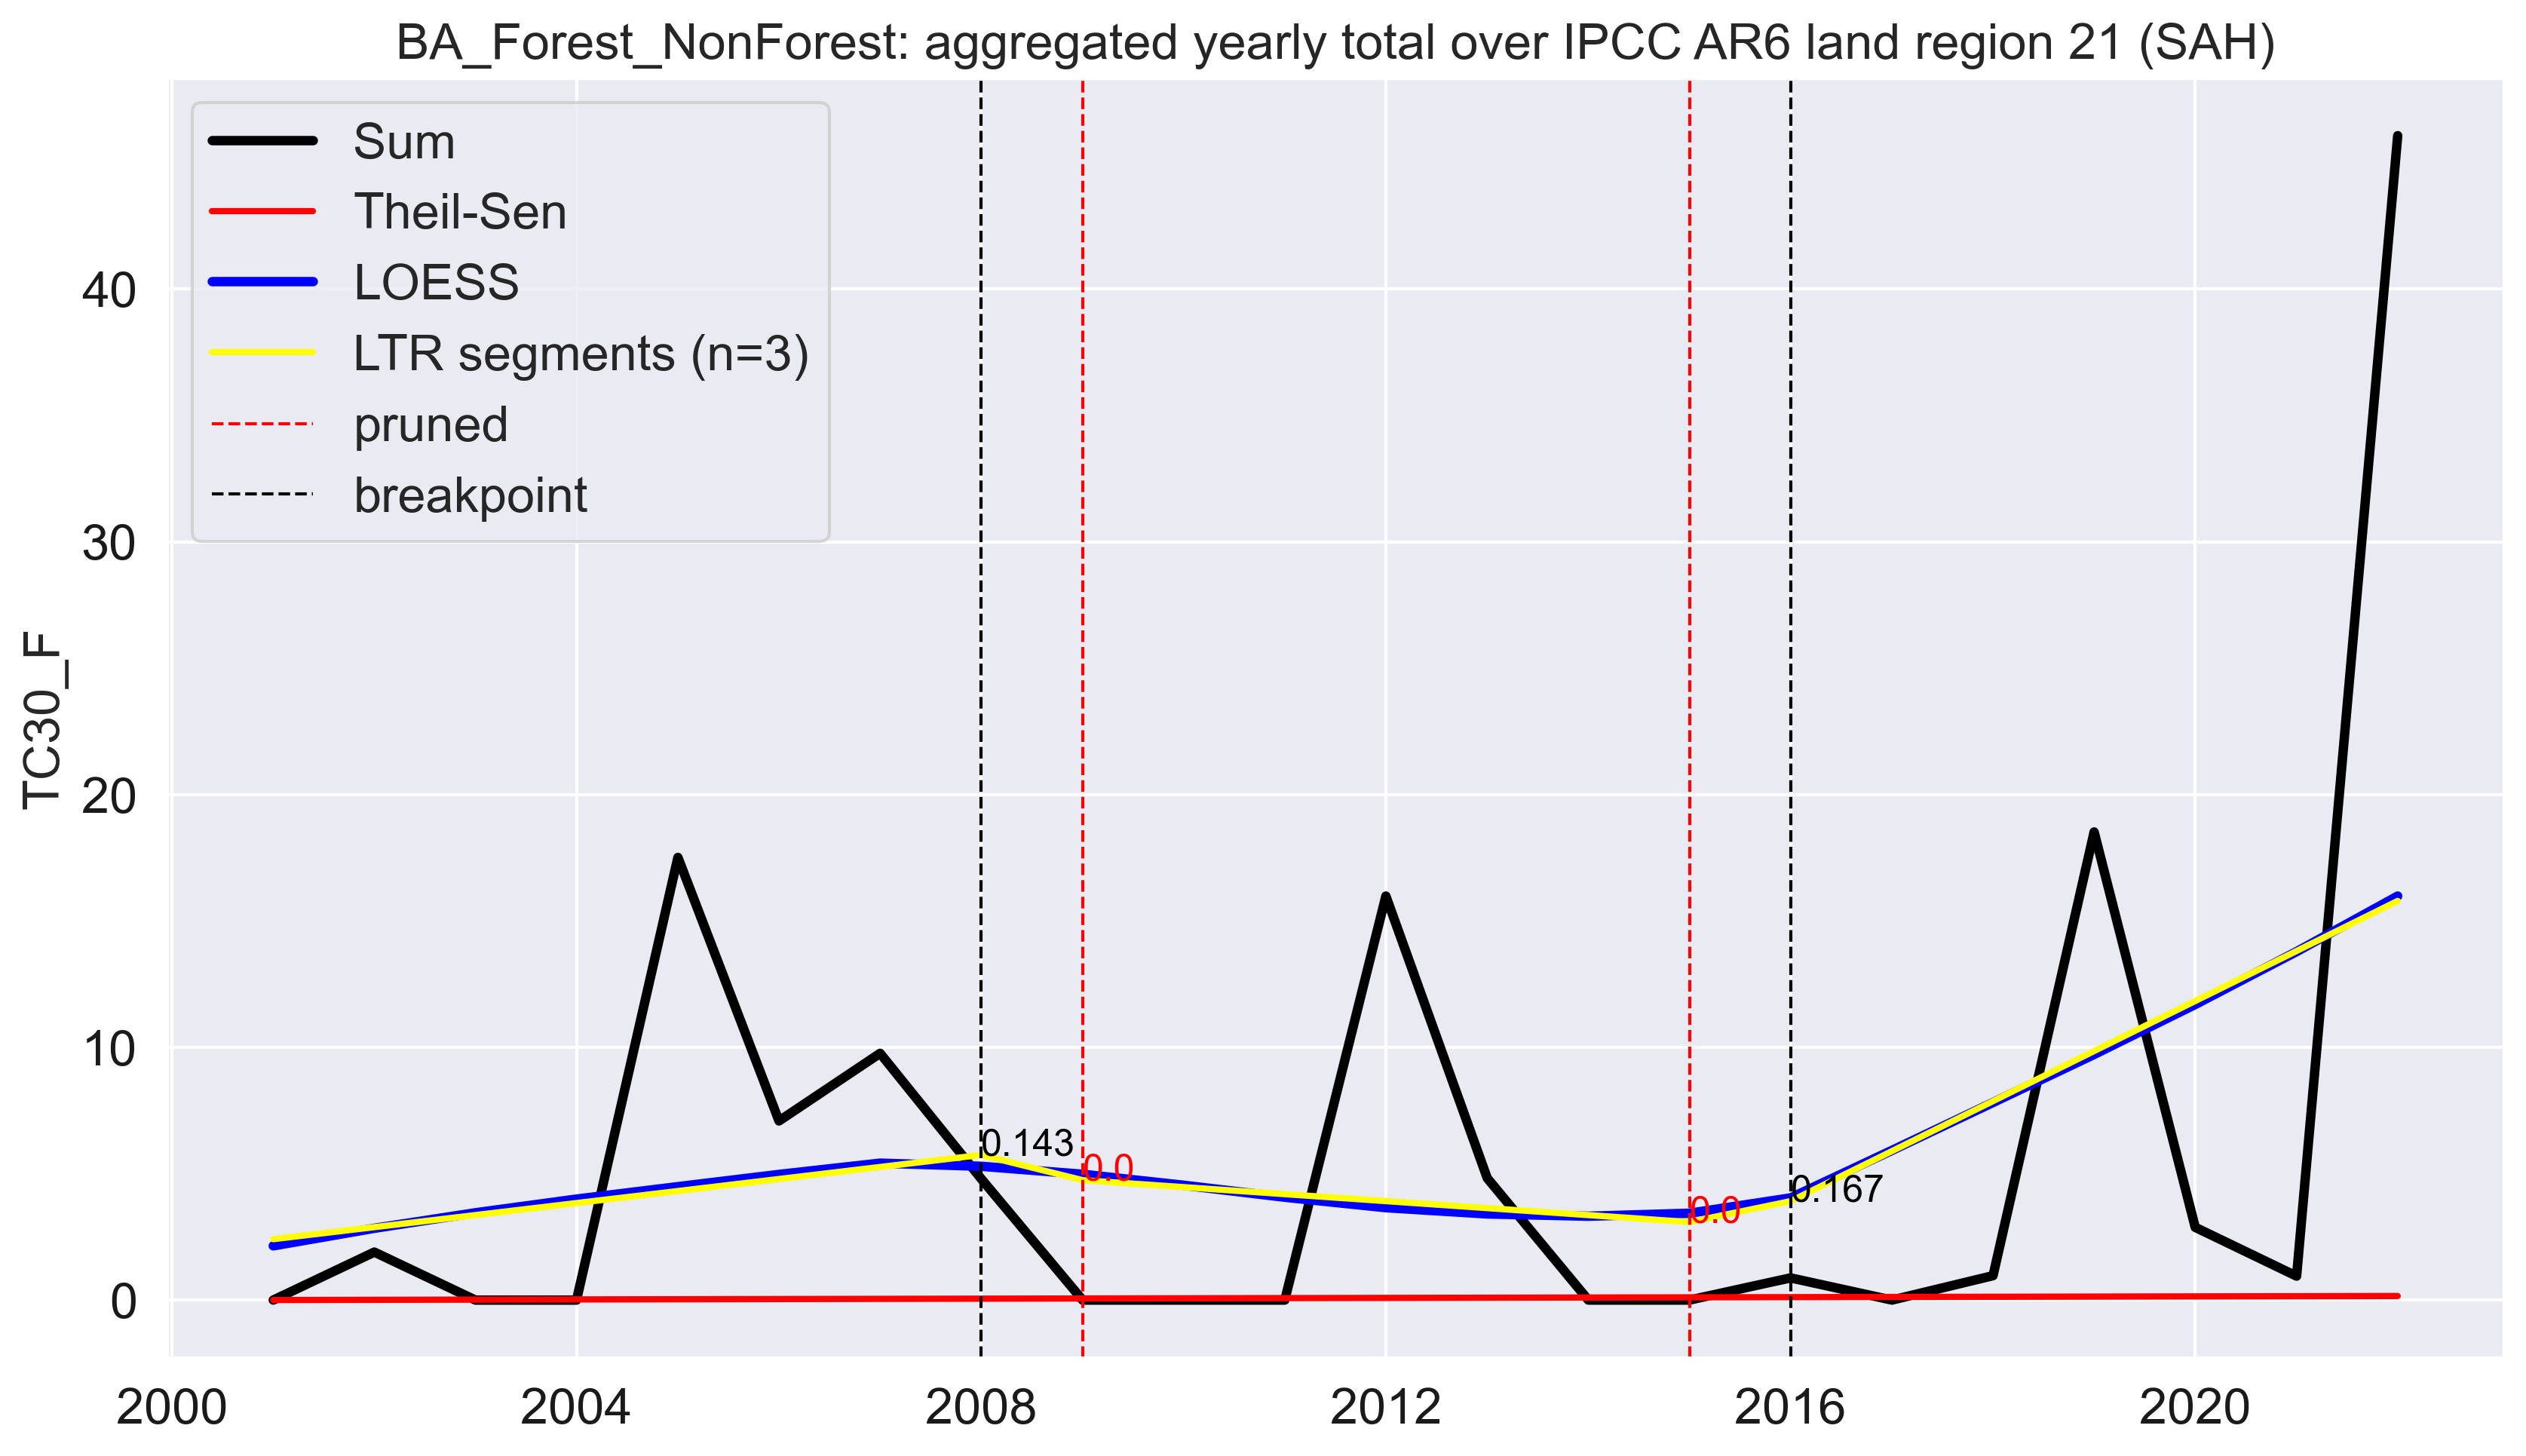 BA_Forest_NonForest: aggregated yearly total over IPCC AR6 land region 21 (SAH)
Sum
Theil-Sen
LOESS
LTR segments (n=3)
pruned
breakpoint
TC30_F
40
30
20
10
0
0.143
0.0
0.0
0.167
2000 2004 2008 2012 2016 2020